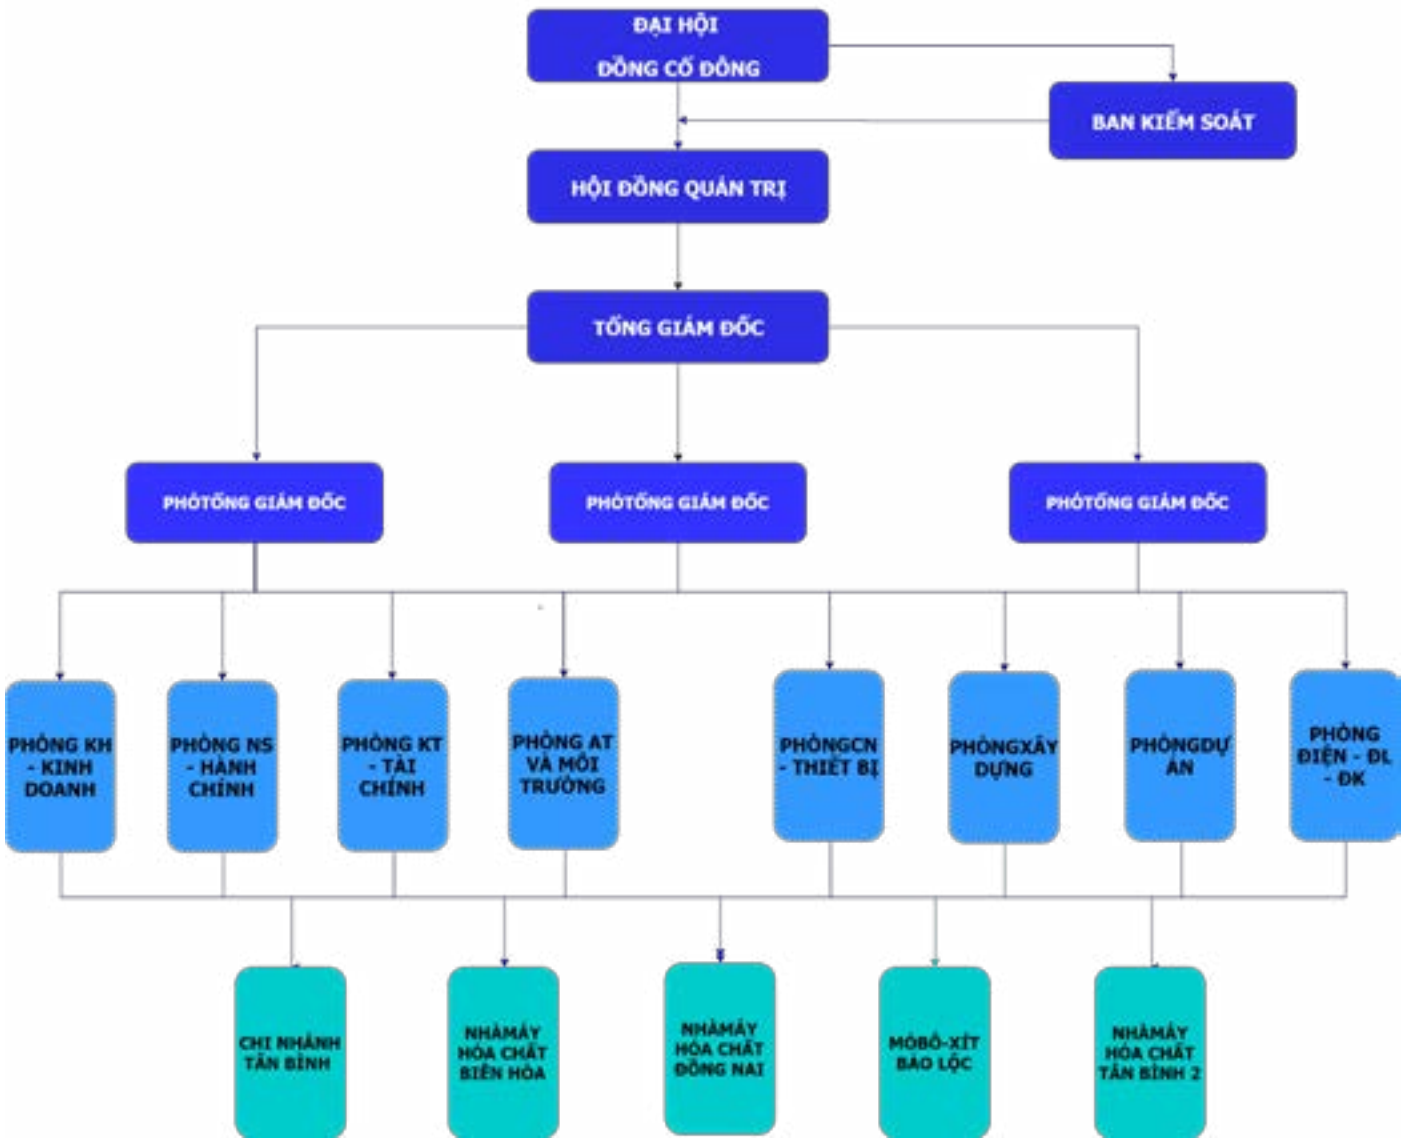 ĐẠI HỘI
ĐỒNG CỔ ĐÔNG
BAN KIỂM SOÁT
HỘI ĐỒNG QUẢN TRỊ
TỔNG GIÁM ĐỐC
PHÓTỔNG GIÁM ĐỐC
PHÓTỔNG GIÁM ĐỐC
PHÓTỔNG GIÁM ĐỐC
PHÒNG KH
- KINH
DOANH
PHÒNG NS
- HÀNH
CHÍNH
PHÒNG KT
- TÀI
CHÍNH
PHÒNG AT
VÀ MÔI
TRƯỜNG
PHÒNGCN
- THIẾT BỊ
PHÒNGXÂY
DỰNG
PHÒNGDỰ
ÁN
PHÒNG
ĐIỆN - ĐL
- ĐK
CHI NHÁNH
TÂN BÌNH
NHÀMÁY
HÓA CHẤT
BIÊN HÒA
NHÀMÁY
HÓA CHẤT
ĐỒNG NAI
MỎBÔ-XÍT
BẢO LỘC
NHÀMÁY
HÓA CHẤT
TÂN BÌNH 2